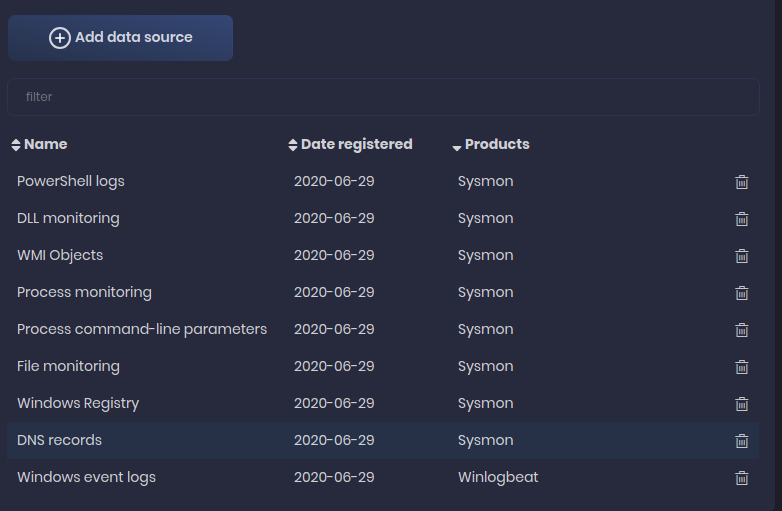 Add data source
filter
Name Date registered Products
PowerShell logs 2020-06-29 Sysmon
DLL monitoring 2020-06-29 Sysmon
WMI Objects 2020-06-29 Sysmon
Process monitoring 2020-06-29 Sysmon
Process command-line parameters 2020-06-29 Sysmon
File monitoring 2020-06-29 Sysmon
Windows Registry 2020-06-29 Sysmon
DNS records 2020-06-29 Sysmon
Windows event logs 2020-06-29 Winlogbeat